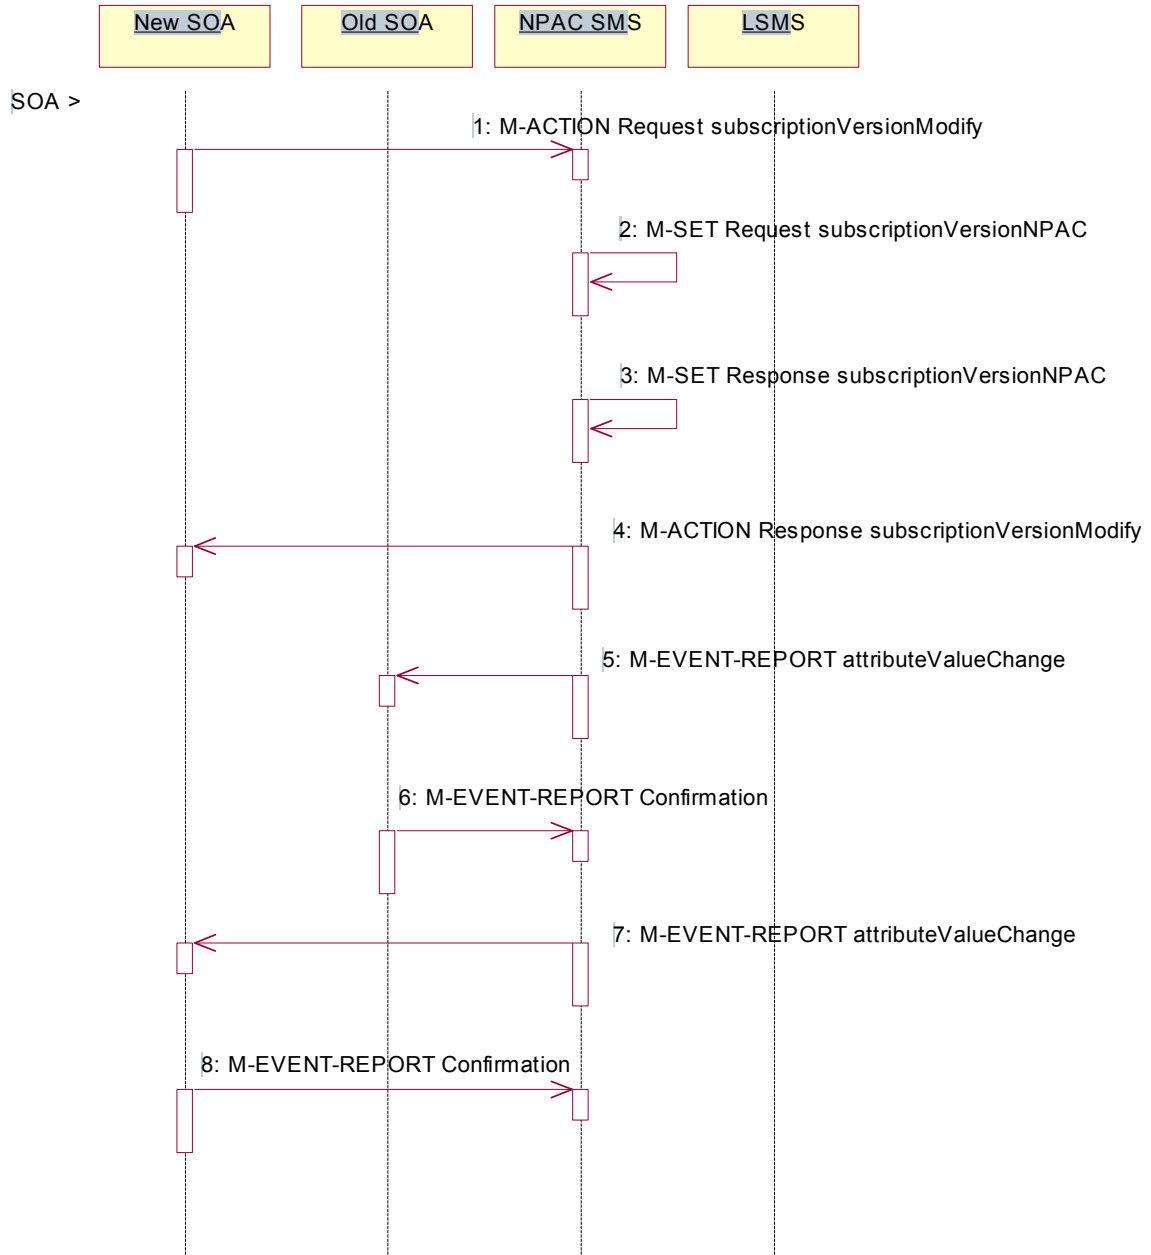 New SOA
Old SOA
NPAC SMS
LSMS
SOA >
1: M-ACTION Request subscriptionVersionModify
2: M-SET Request subscriptionVersionNPAC
3: M-SET Response subscriptionVersionNPAC
4: M-ACTION Response subscriptionVersionModify
5: M-EVENT-REPORT attributeValueChange
6: M-EVENT-REPORT Confirmation
7: M-EVENT-REPORT attributeValueChange
8: M-EVENT-REPORT Confirmation